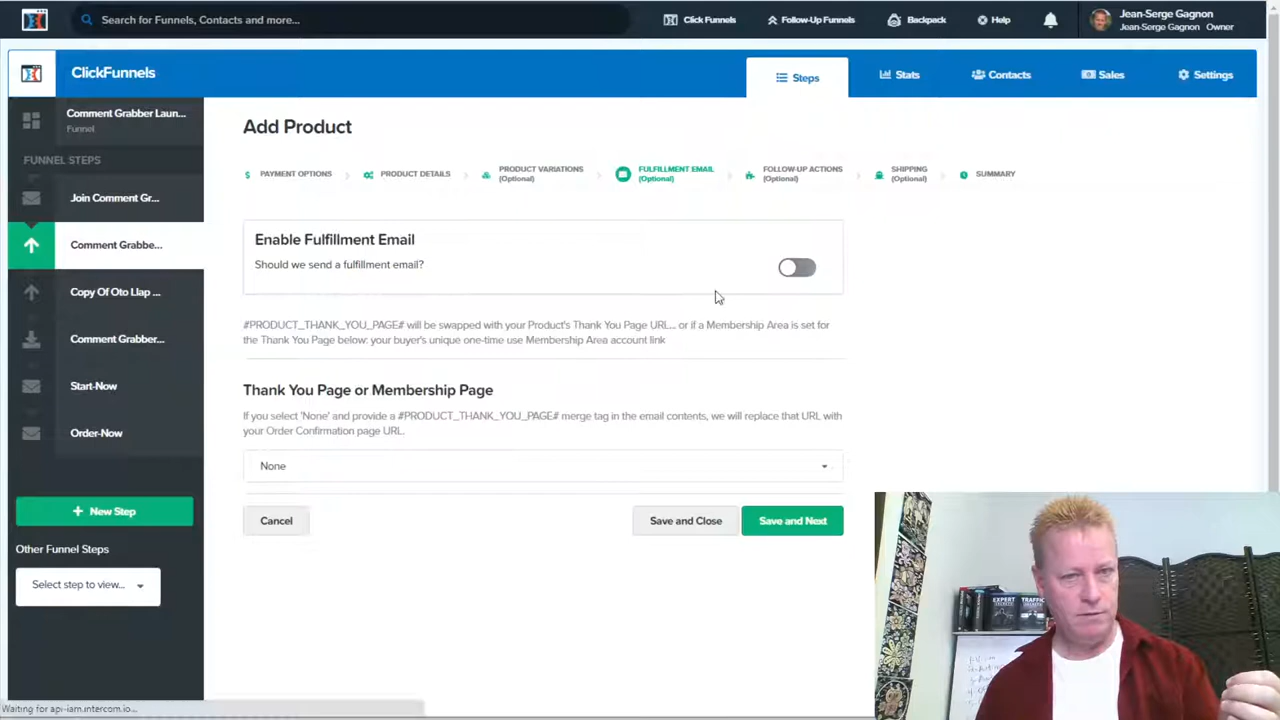 Search for Funnels, Contacts and more...
Click Funnels
Follow-Up Funnels
Backpack
Help
Jean-Serge Gagnon
Jean-Serge Gagnon Owner
ClickFunnels
Steps
Stats
Contacts
Sales
Settings
Comment Grabber Laun...
Funnel
FUNNEL STEPS
Join Comment Gr...
Comment Grabbe...
Copy Of Oto Llap ...
Comment Grabber...
Start-Now
Order-Now
+ New Step
Other Funnel Steps
Select step to view...
Add Product
PAYMENT OPTIONS
PRODUCT DETAILS
PRODUCT VARIATIONS
(Optional)
FULFILLMENT EMAIL
(Optional)
FOLLOW-UP ACTIONS
(Optional)
SHIPPING
(Optional)
SUMMARY
Enable Fulfillment Email
Should we send a fulfillment email?
#PRODUCT_THANK_YOU_PAGE# will be swapped with your Product's Thank You Page URL... or if a Membership Area is set for
the Thank You Page below: your buyer's unique one-time use Membership Area account link
Thank You Page or Membership Page
If you select 'None' and provide a #PRODUCT_THANK_YOU_PAGE# merge tag in the email contents, we will replace that URL with
your Order Confirmation page URL.
None
Cancel
Save and Close
Save and Next
EXPERT
SECRETS
TRAFFIC
SECRETS
Waiting for api-iam.intercom.io...